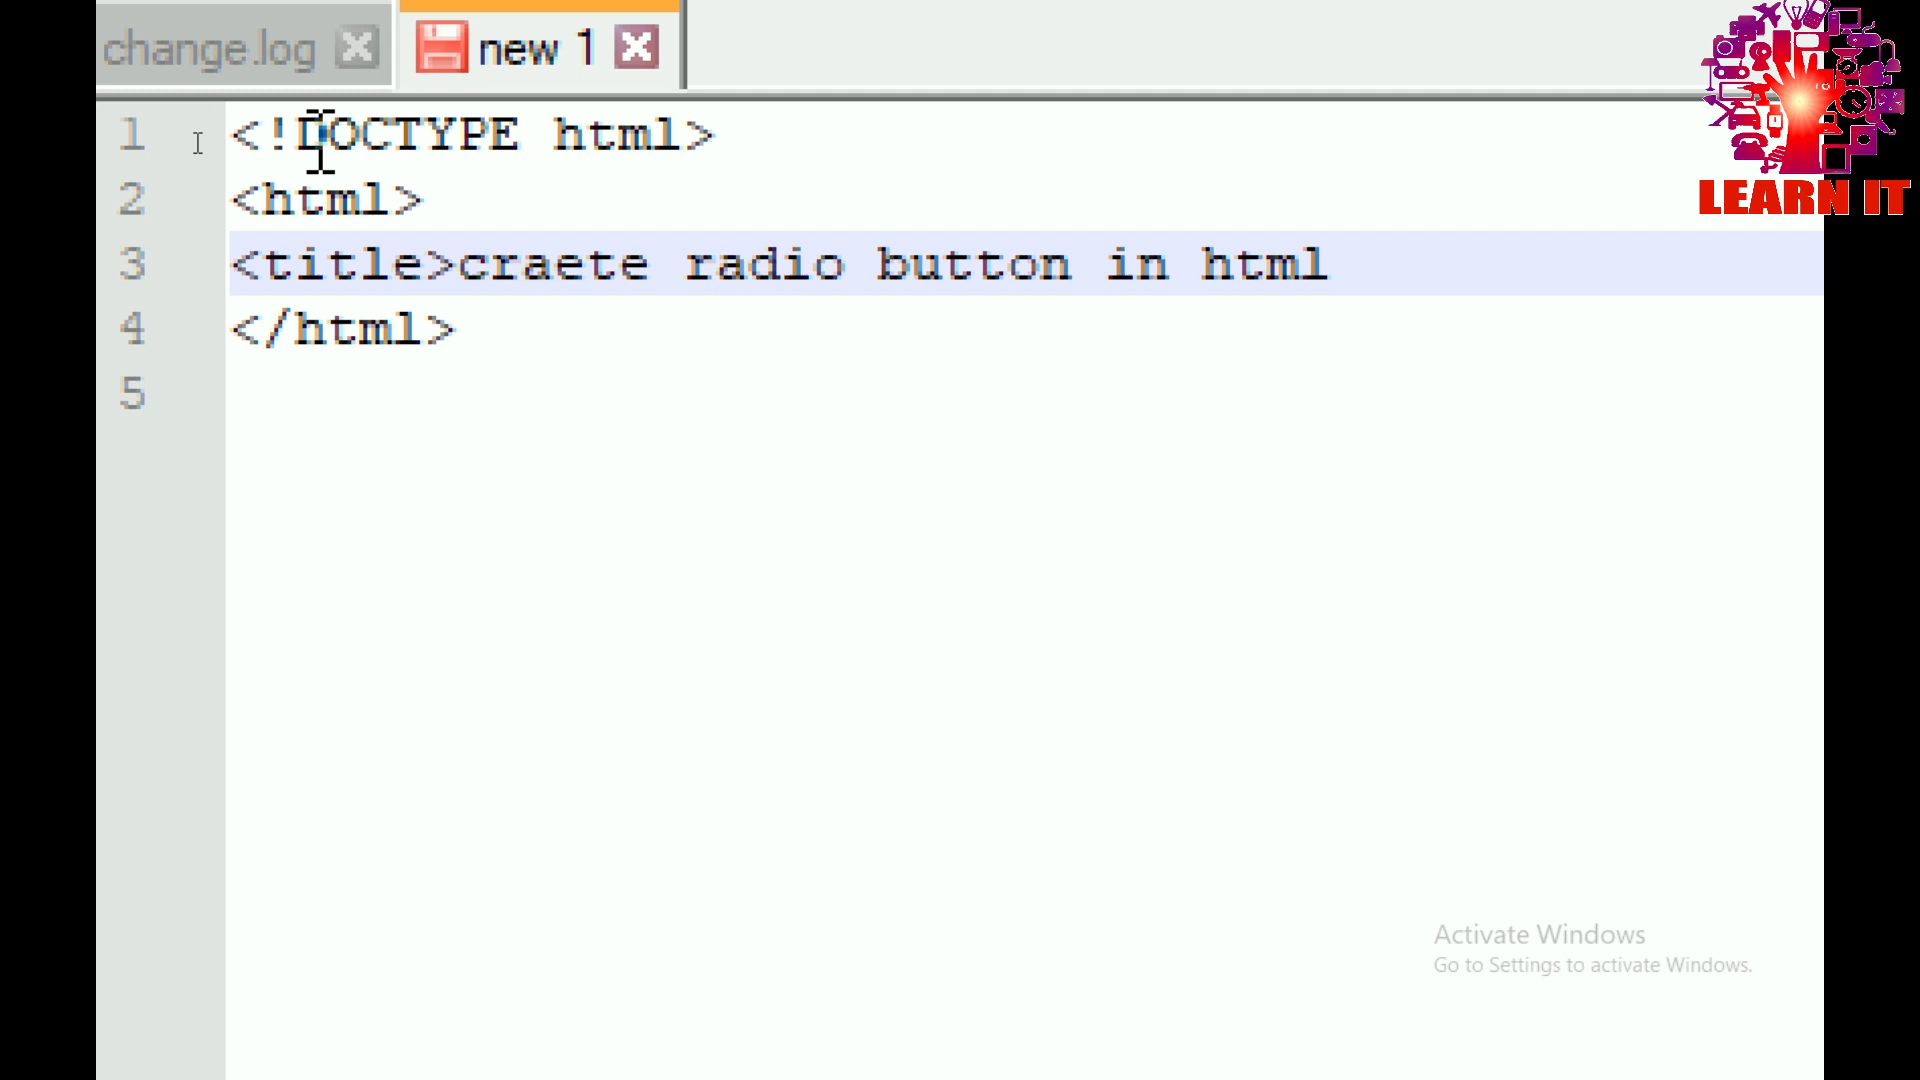 change.log
new 1
LEARN IT
1 <!DOCTYPE html>
2 <html>
3 <title>craete radio button in html
4 </html>
5
Activate Windows
Go to Settings to activate Windows.